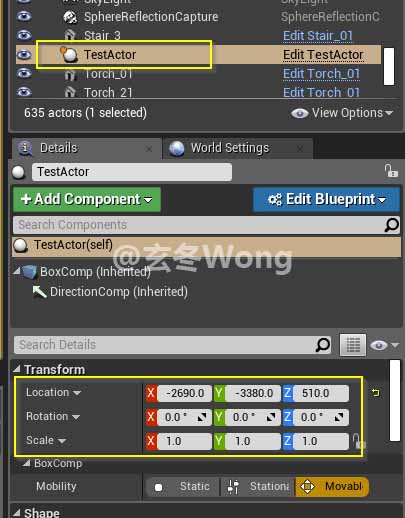 SkyLight
SkyLight
SphereReflectionCapture SphereReflectionC
Stair_3 Edit Stair_01
TestActor Edit TestActor
Torch_01 Edit Torch_01
Torch_21 Edit Torch_01
635 actors (1 selected) View Options
Details World Settings
TestActor
+ Add Component Edit Blueprint
Search Components
TestActor(self)
@玄冬Wong
BoxComp (Inherited)
DirectionComp (Inherited)
Search Details
Transform
Location X -2690.0 Y -3380.0 Z 510.0
Rotation X 0.0 ° Y 0.0 ° Z 0.0 °
Scale X 1.0 Y 1.0 Z 1.0
BoxComp
Mobility Static Stationa Movabl
Shape